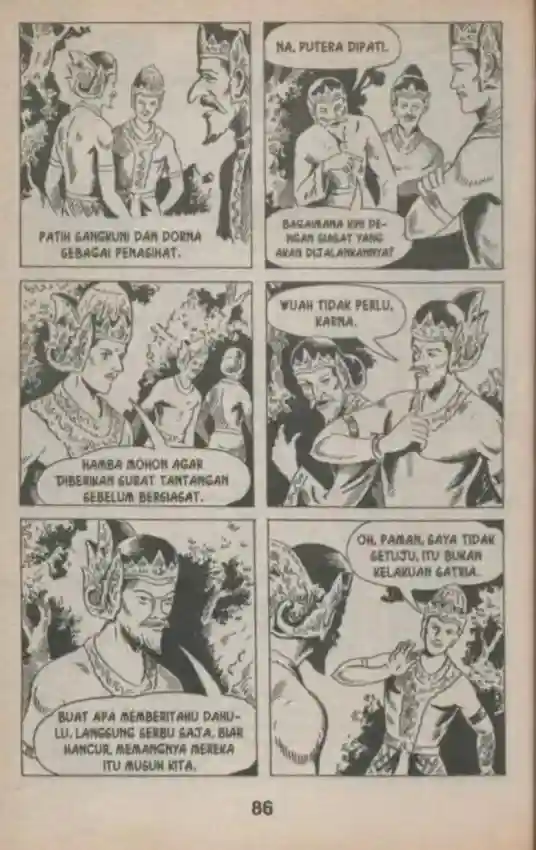 PATIH SANGKUNI DAN DORNA
SEBAGAI PENASIHAT.
NA, PUTERA DIPATI.
BAGAIMANA KINI DE-
NGAN SIASAT YANG
AKAN DIJALANKANNYA?
HAMBA MOHON AGAR
DIBERIKAN SURAT TANTANGAN
SEBELUM BERSIASAT.
WUAH TIDAK PERLU,
KARNA.
BUAT APA MEMBERITAHU DAHU-
LU. LANGSUNG SERBU SAJA. BIAR
HANCUR. MEMANGNYA MEREKA
ITU MUSUH KITA.
OH, PAMAN, SAYA TIDAK
SETUJU, ITU BUKAN
KELAKUAN SATRIA.
86